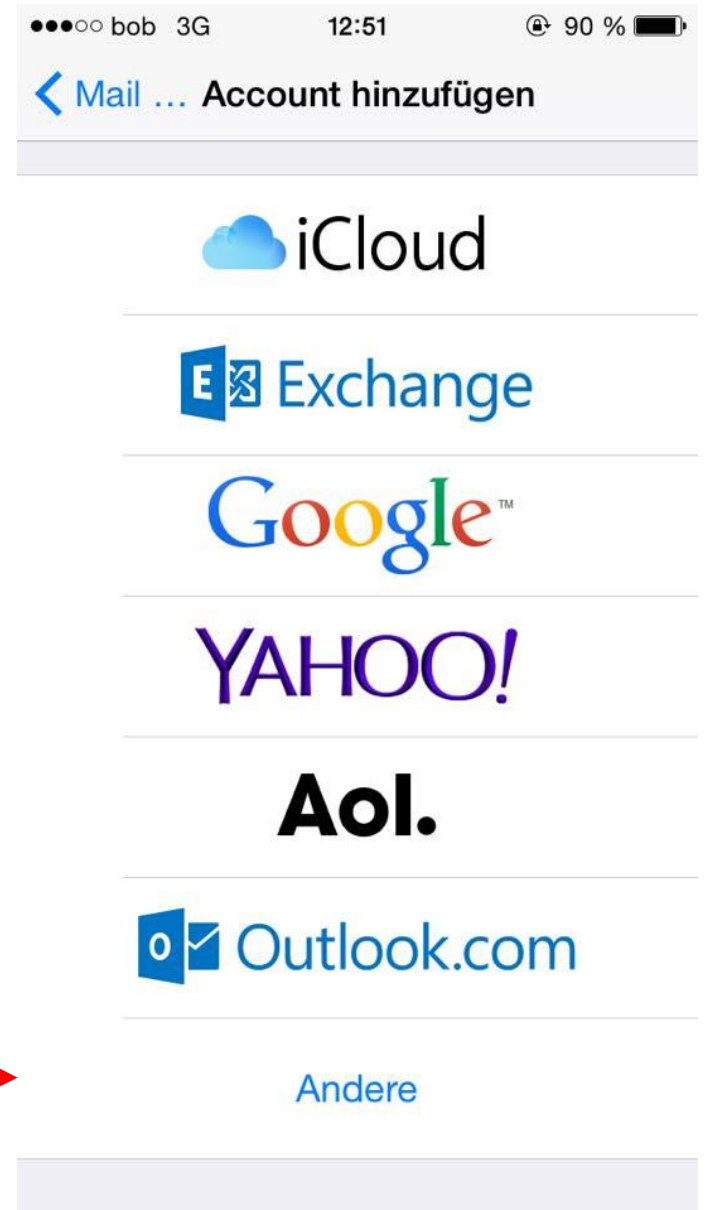 bob 3G 12:51 90 %
Mail ... Account hinzufügen
iCloud
E Exchange
Google™
YAHOO!
Aol.
o Outlook.com
Andere